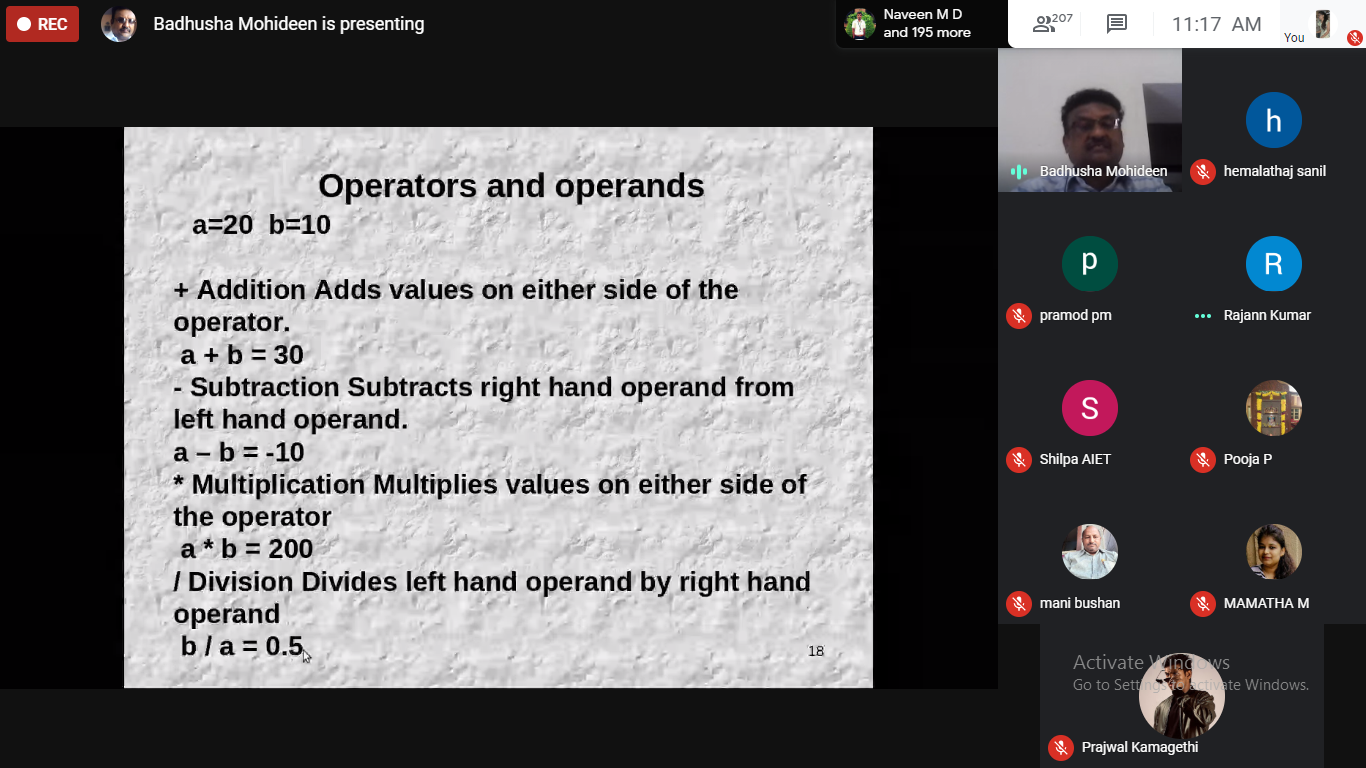 REC
Badhusha Mohideen is presenting
Naveen M D
and 195 more
207
11:17 AM
You
Operators and operands
a=20 b=10
+ Addition Adds values on either side of the
operator.
a + b = 30
- Subtraction Subtracts right hand operand from
left hand operand.
a – b = -10
* Multiplication Multiplies values on either side of
the operator
a * b = 200
/ Division Divides left hand operand by right hand
operand
b / a = 0.5
18
Badhusha Mohideen
h
hemalathaj sanil
p
pramod pm
R
Rajann Kumar
S
Shilpa AIET
Pooja P
mani bushan
MAMATHA M
Activate Windows
Go to Settings to activate Windows.
Prajwal Kamagethi